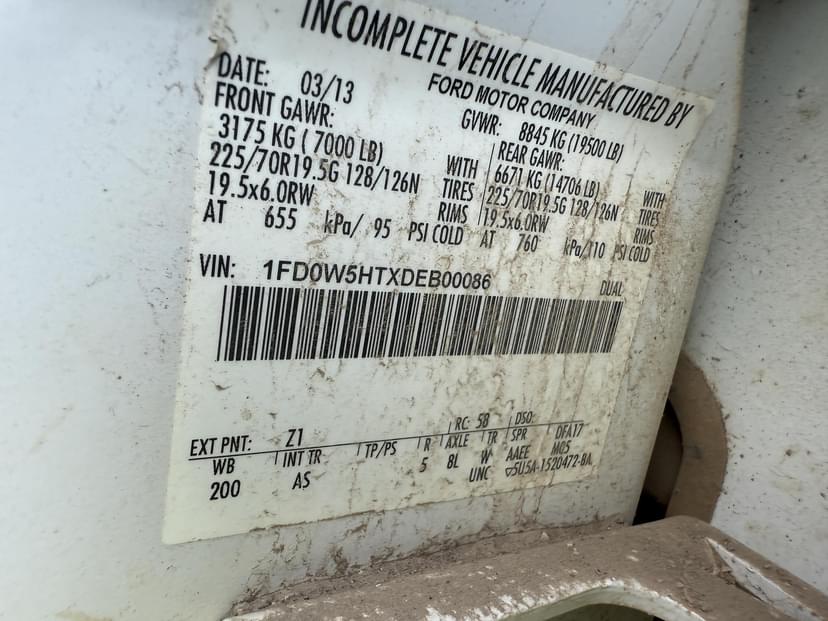 INCOMPLETE VEHICLE MANUFACTURED BY
FORD MOTOR COMPANY
DATE: 03/13
GVWR: 8845 KG (19500 LB)
FRONT GAWR:
3175 KG (7000 LB)
225/70R19.5G 128/126N
19.5x6.0RW
AT 655 kPa/ 95 PSI COLD
WITH
TIRES
RIMS
REAR GAWR:
6671 KG (14706 LB)
225/70R19.5G 128/126N
19.5x6.0RW
AT 760 kPa/110 PSI COLD
WITH
TIRES
RIMS
VIN: 1FD0W5HTXDEB00086
DUAL
EXT PNT: Z1 RC: 58 DSO:
WB INT TR TP/PS R AXLE TR SPR DFA17
200 AS 5 8L W AAEE M05
UNC 5U5A-1520472-BA